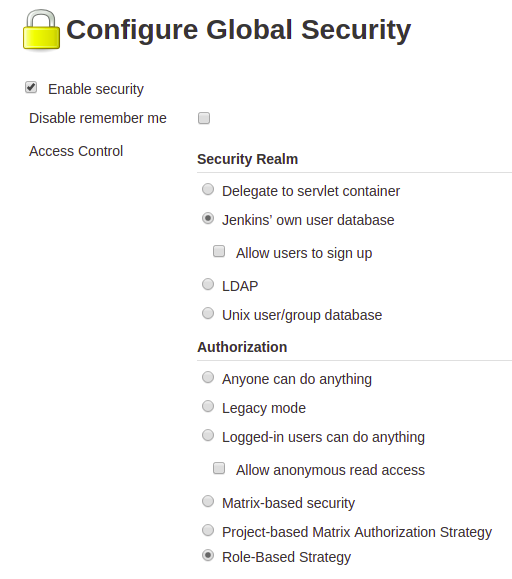 Configure Global Security
Enable security
Disable remember me
Access Control
Security Realm
Delegate to servlet container
Jenkins’ own user database
Allow users to sign up
LDAP
Unix user/group database
Authorization
Anyone can do anything
Legacy mode
Logged-in users can do anything
Allow anonymous read access
Matrix-based security
Project-based Matrix Authorization Strategy
Role-Based Strategy